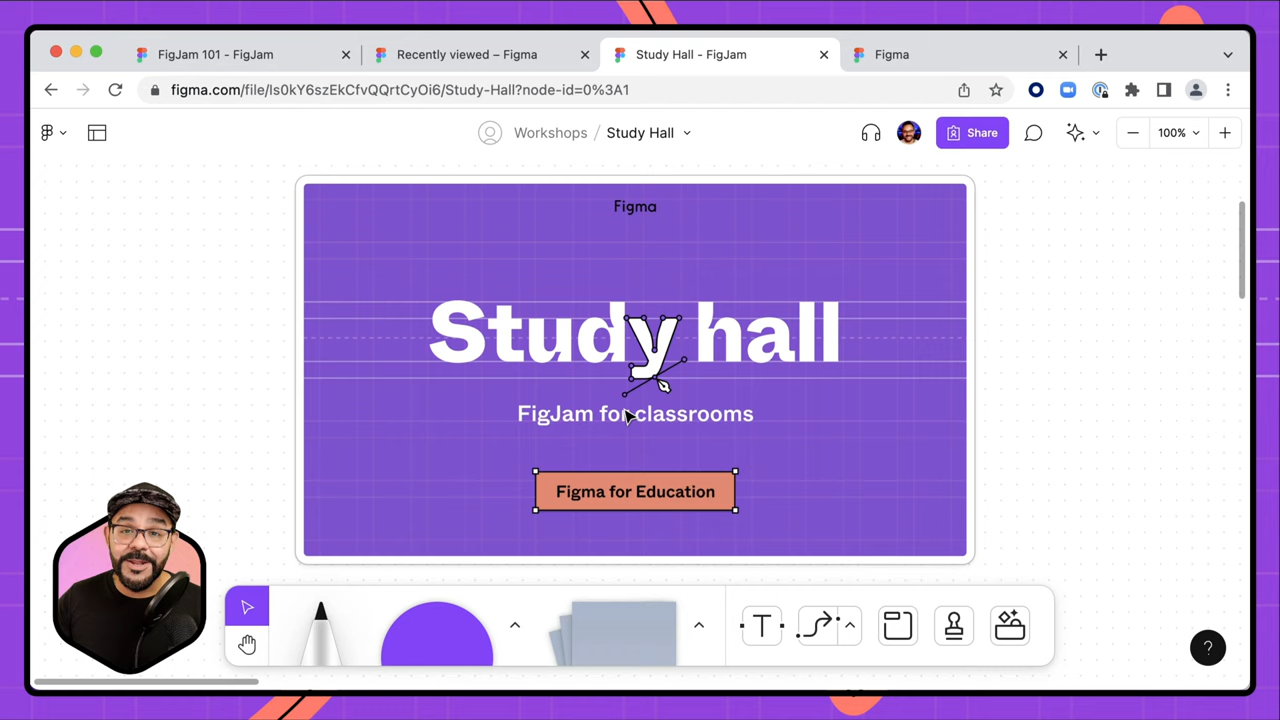 FigJam 101 - FigJam
Recently viewed – Figma
Study Hall - FigJam
Figma
figma.com/file/Is0kY6szEkCfvQQrtCyOi6/Study-Hall?node-id=0%3A1
Workshops / Study Hall
Share
100%
Figma
Study hall
FigJam for classrooms
Figma for Education
T
?